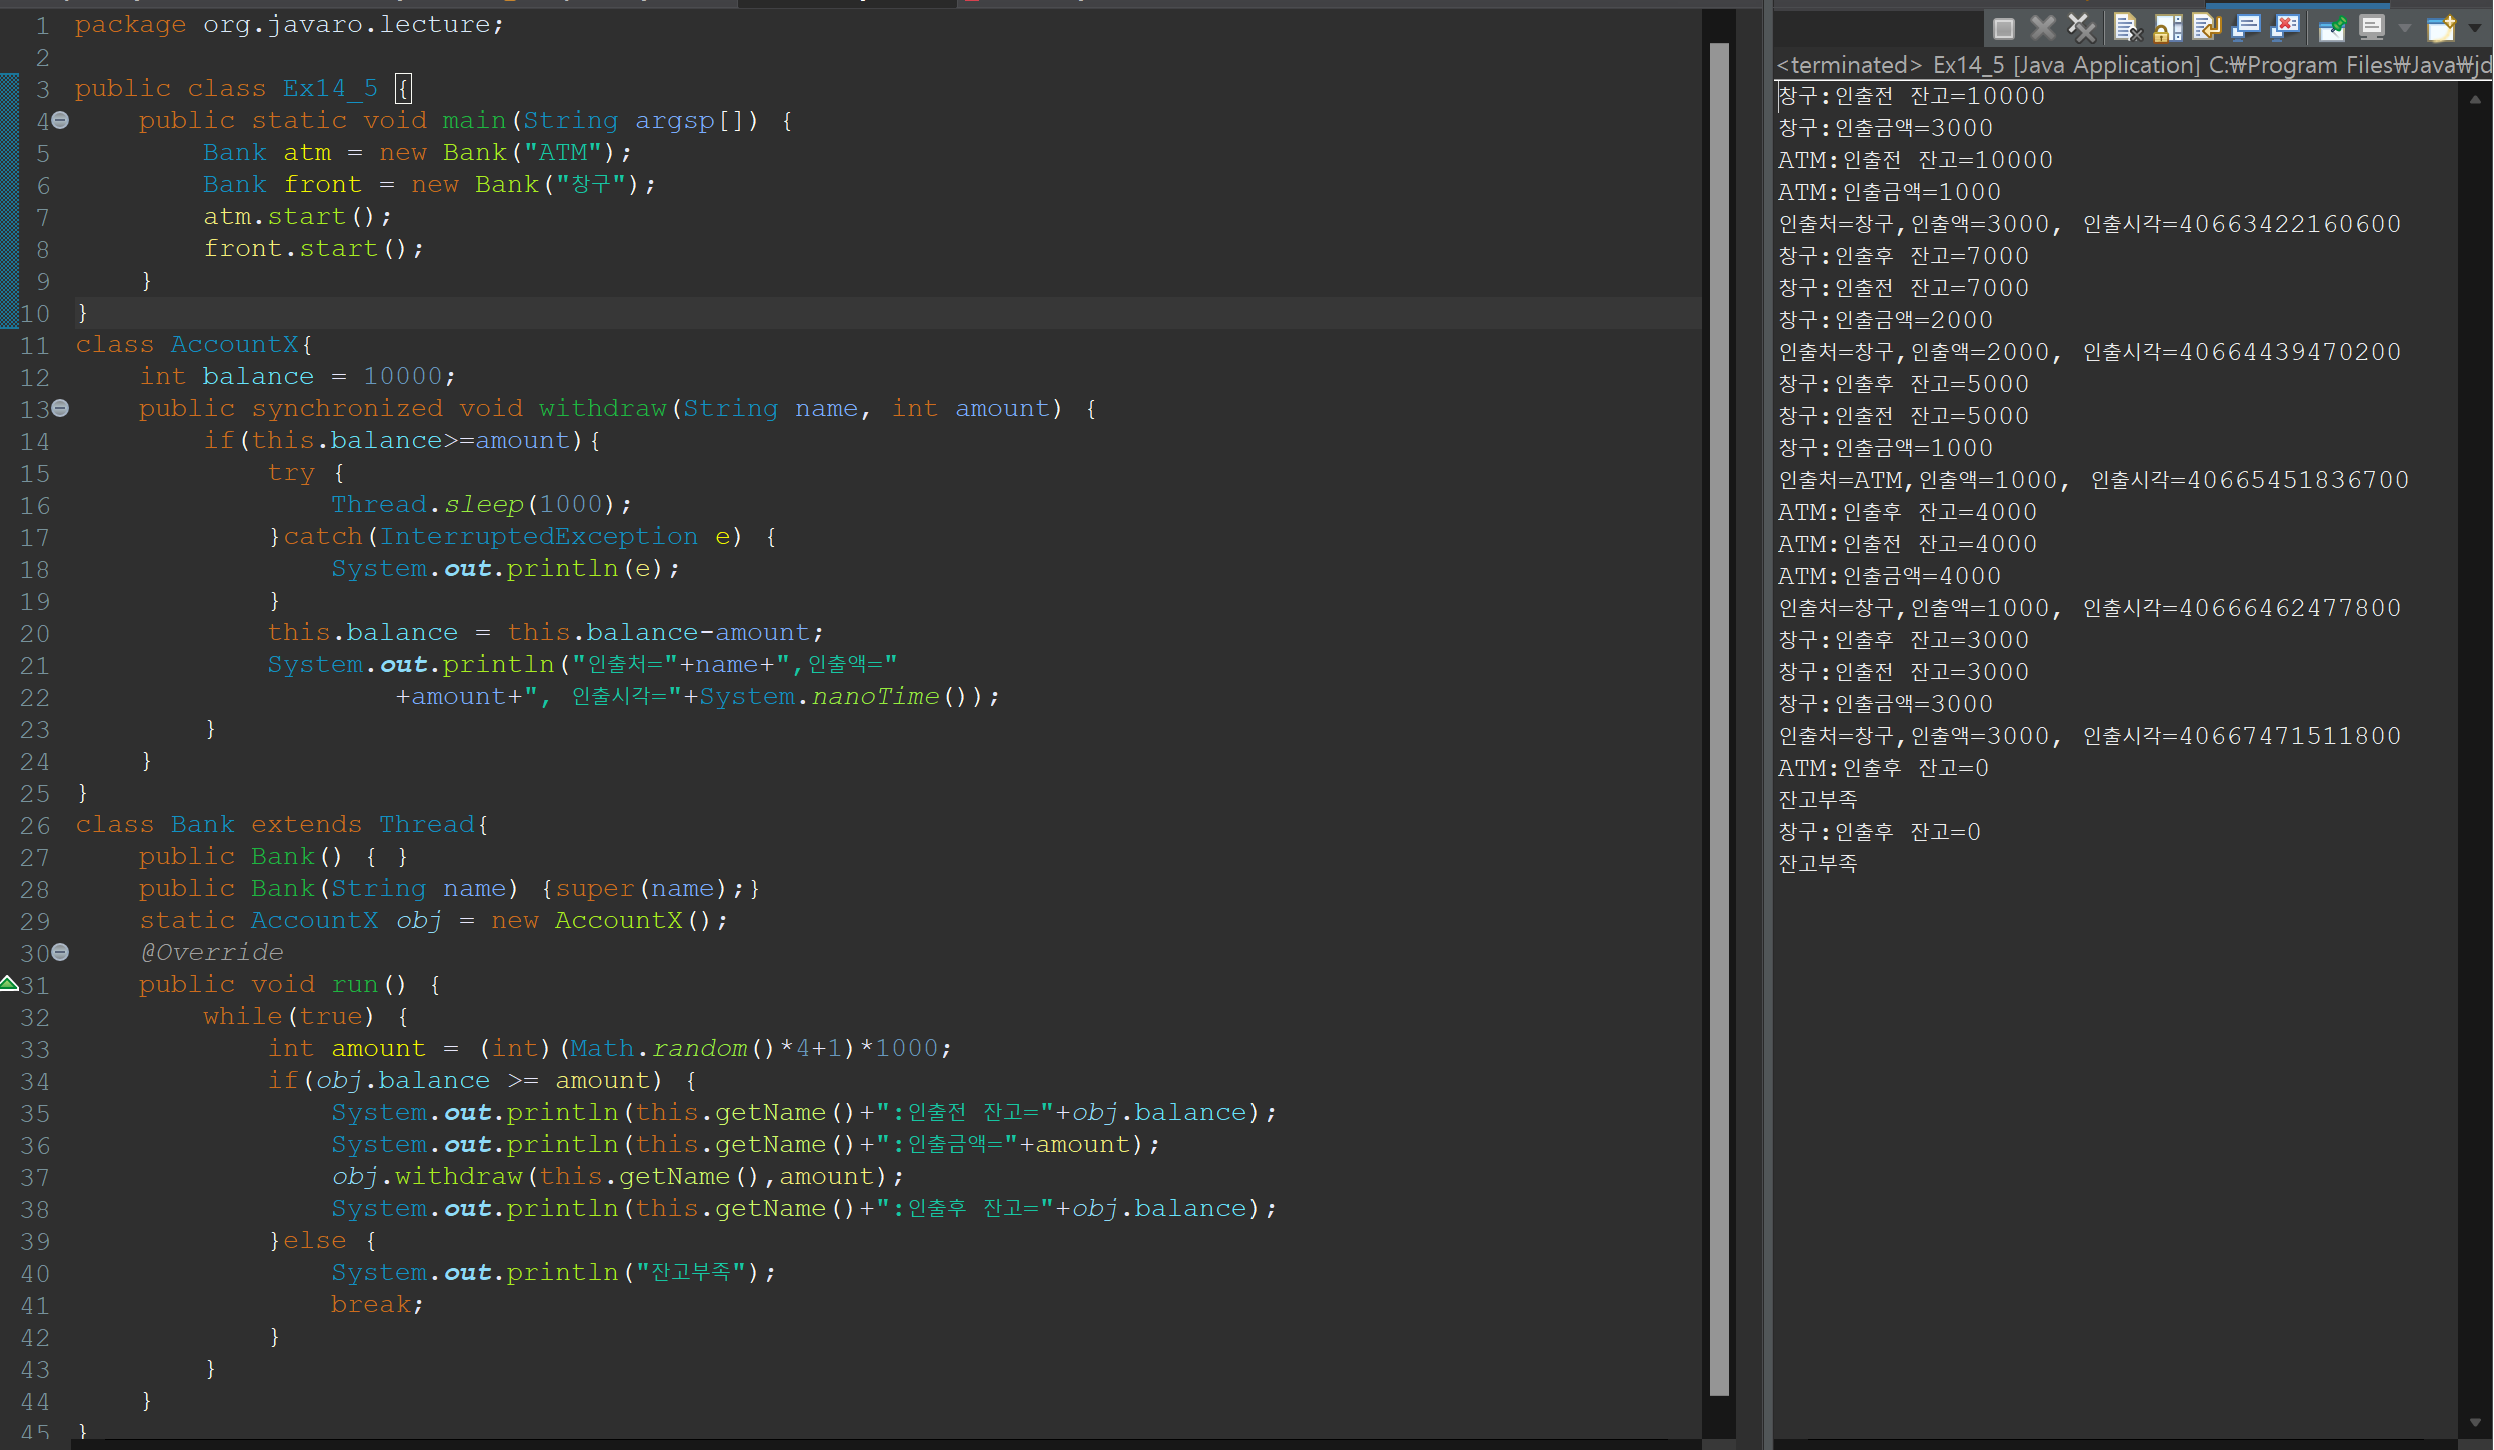 1 package org.javaro.lecture;
2
3 public class Ex14_5 {
4     public static void main(String argsp[]) {
5         Bank atm = new Bank("ATM");
6         Bank front = new Bank("창구");
7         atm.start();
8         front.start();
9     }
10 }
11 class AccountX{
12     int balance = 10000;
13     public synchronized void withdraw(String name, int amount) {
14         if(this.balance>=amount){
15             try {
16                 Thread.sleep(1000);
17             }catch(InterruptedException e) {
18                 System.out.println(e);
19             }
20             this.balance = this.balance-amount;
21             System.out.println("인출처="+name+",인출액="
22                     +amount+", 인출시각="+System.nanoTime());
23         }
24     }
25 }
26 class Bank extends Thread{
27     public Bank() { }
28     public Bank(String name) {super(name);}
29     static AccountX obj = new AccountX();
30     @Override
31     public void run() {
32         while(true) {
33             int amount = (int)(Math.random()*4+1)*1000;
34             if(obj.balance >= amount) {
35                 System.out.println(this.getName()+":인출전 잔고="+obj.balance);
36                 System.out.println(this.getName()+":인출금액="+amount);
37                 obj.withdraw(this.getName(),amount);
38                 System.out.println(this.getName()+":인출후 잔고="+obj.balance);
39             }else {
40                 System.out.println("잔고부족");
41                 break;
42             }
43         }
44     }
45 }
<terminated> Ex14_5 [Java Application] C:₩Program Files₩Java₩jd
창구:인출전 잔고=10000
창구:인출금액=3000
ATM:인출전 잔고=10000
ATM:인출금액=1000
인출처=창구,인출액=3000, 인출시각=40663422160600
창구:인출후 잔고=7000
창구:인출전 잔고=7000
창구:인출금액=2000
인출처=창구,인출액=2000, 인출시각=40664439470200
창구:인출후 잔고=5000
창구:인출전 잔고=5000
창구:인출금액=1000
인출처=ATM,인출액=1000, 인출시각=40665451836700
ATM:인출후 잔고=4000
ATM:인출전 잔고=4000
ATM:인출금액=4000
인출처=창구,인출액=1000, 인출시각=40666462477800
창구:인출후 잔고=3000
창구:인출전 잔고=3000
창구:인출금액=3000
인출처=창구,인출액=3000, 인출시각=40667471511800
ATM:인출후 잔고=0
잔고부족
창구:인출후 잔고=0
잔고부족